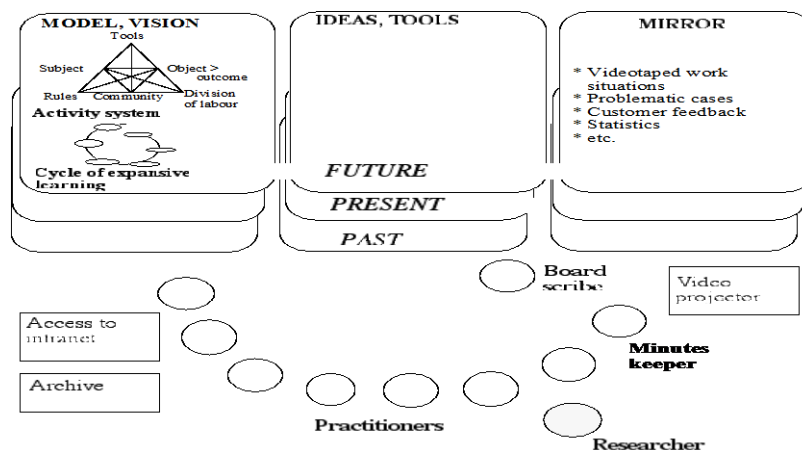 MODEL, VISION
Tools
Subject
Object >
outcome
Rules
Community
Division
of labour
Activity system
Cycle of expansive
learning
IDEAS, TOOLS
FUTURE
PRESENT
PAST
MIRROR
* Videotaped work
situations
* Problematic cases
* Customer feedback
* Statistics
* etc.
Board
scribe
Video
projector
Access to
intranet
Minutes
keeper
Archive
Practitioners
Researcher